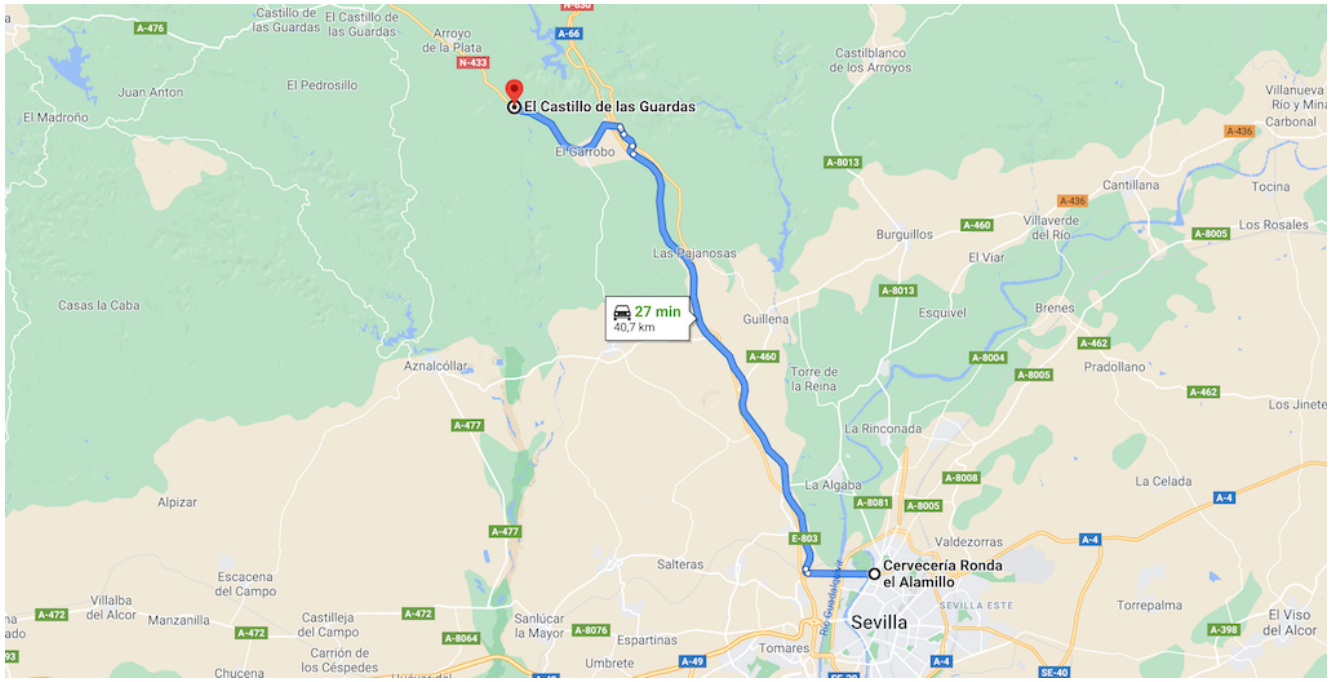 N-630
Castillo de
las Guardas
El Castillo de
las Guardas
A-476
A-66
Arroyo
de la Plata
N-433
Castilblanco
de los Arroyos
Juan Anton
El Pedrosillo
El Madroño
El Castillo de las Guardas
Villanueva
Río y Mina
Carbonal
A-436
El Garrobo
A-8013
Cantillana
Tocina
A-436
A-460
Villaverde
del Río
A-8005
Los Rosales
Burguillos
Las Pajanosas
El Viar
Casas la Caba
A-8013
27 min
40,7 km
Guillena
Esquivel
Brenes
A-462
A-460
A-8004
Aznalcóllar
Torre de
la Reina
A-8005
Pradollano
A-462
Los Jinete
A-477
La Rinconada
Alpizar
La Algaba
A-8008
La Celada
A-8081
A-8005
A-4
A-477
E-803
Valdezorras
A-4
Salteras
Cervecería Ronda
el Alamillo
Escacena
del Campo
Río Guadalquivir
SEVILLA ESTE
Torrepalma
Villalba
del Alcor
A-472
Manzanilla
A-472
Castilleja
del Campo
A-472
Sanlúcar
la Mayor
A-8076
Espartinas
Sevilla
El Viso
del Alcor
A-398
A-8064
Carrión de
los Céspedes
Umbrete
A-49
Tomares
A-4
SE-40
Chucena